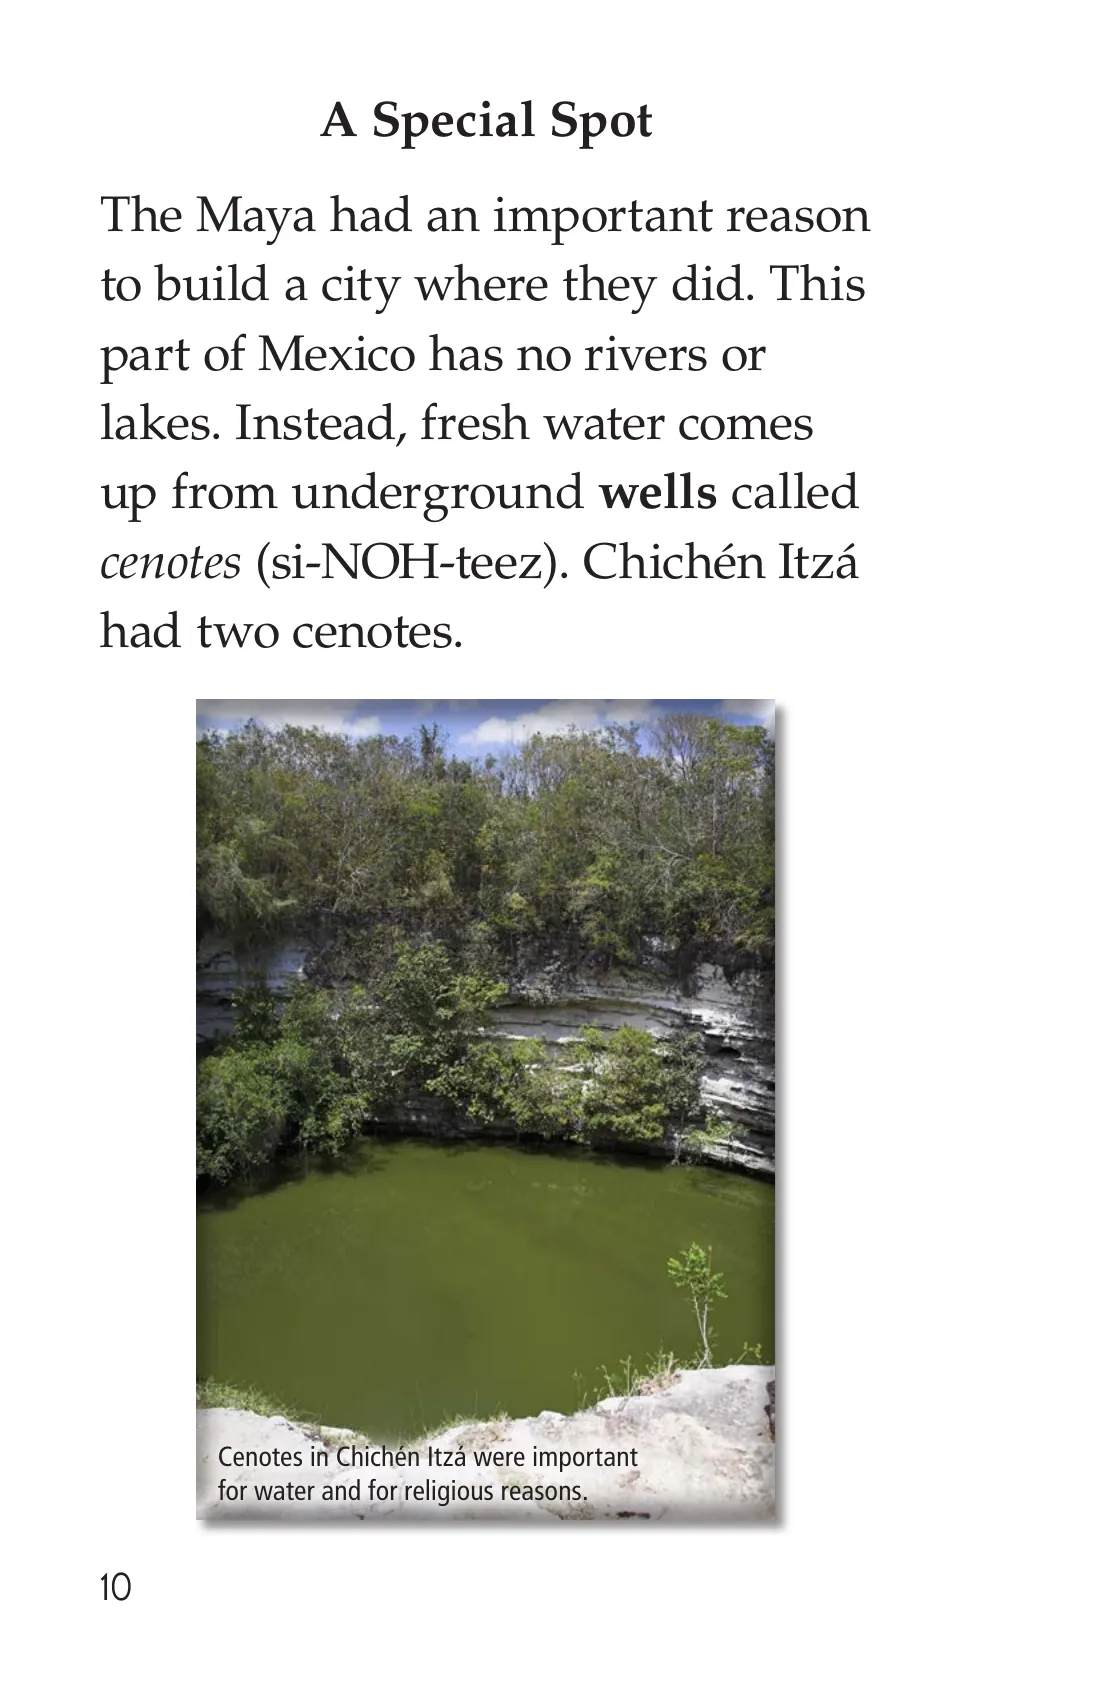 A Special Spot
The Maya had an important reason
to build a city where they did. This
part of Mexico has no rivers or
lakes. Instead, fresh water comes
up from underground wells called
cenotes (si-NOH-teez). Chichén Itzá
had two cenotes.
Cenotes in Chichén Itzá were important
for water and for religious reasons.
10